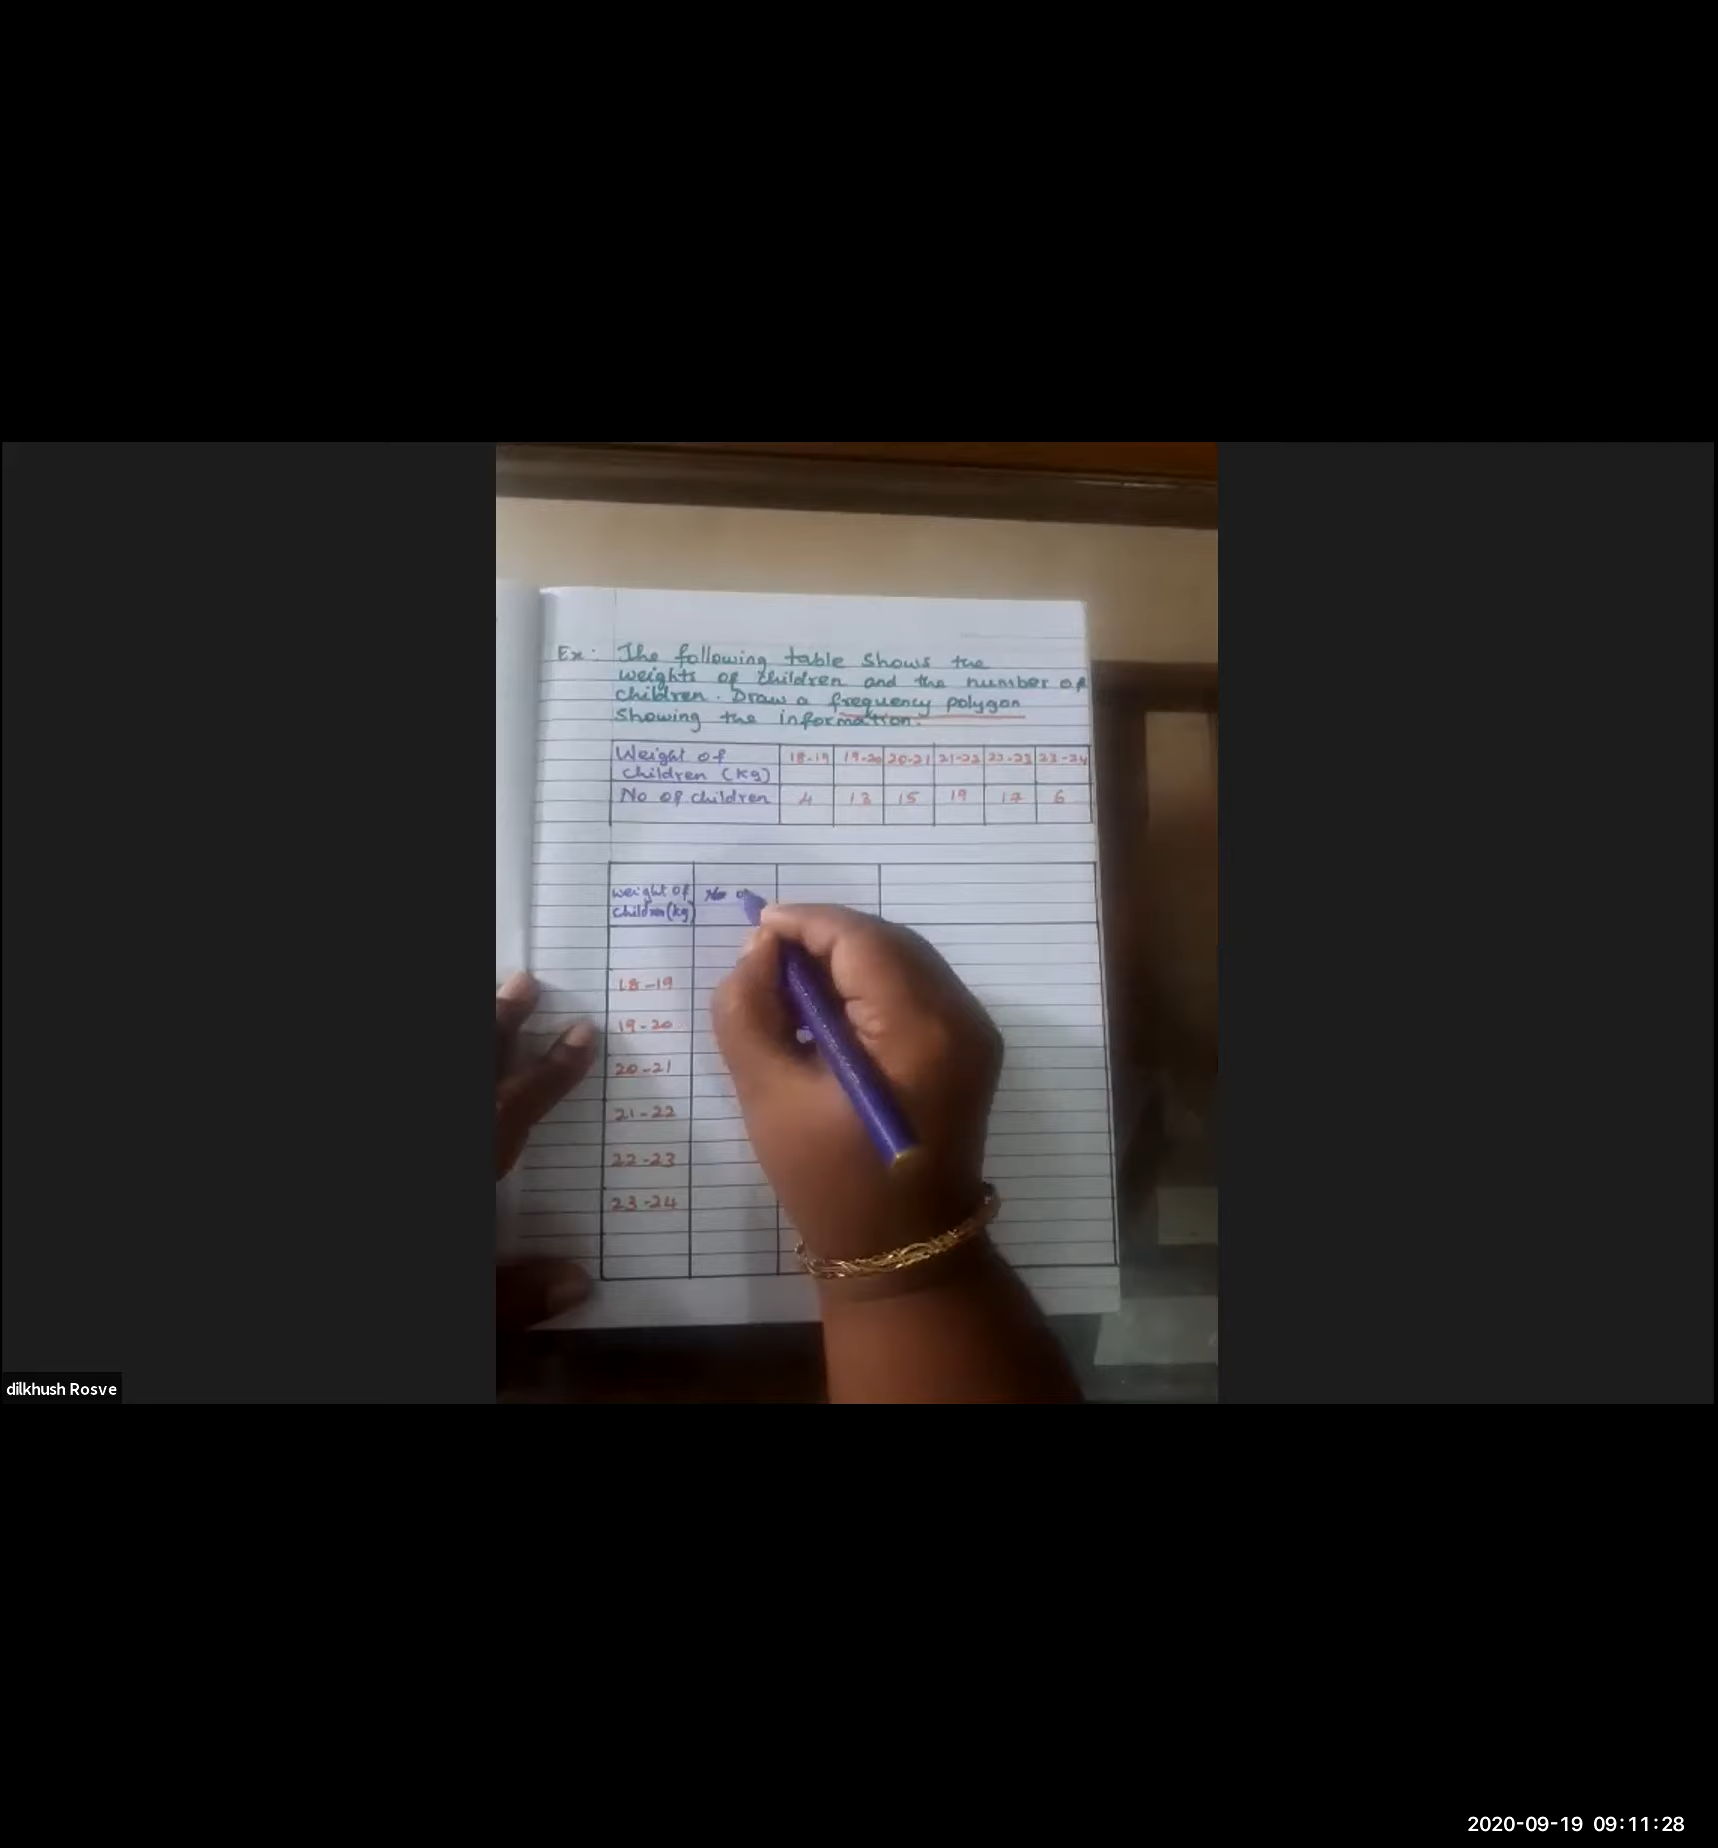 Ex: The following table shows the
weights of children and the number of
children. Draw a frequency polygon
showing the information.
Weight of children (kg) 18-19 19-20 20-21 21-22 22-23 23-24
No of children 4 13 15 19 17 6
weight of No o
children (kg)
18-19
19-20
20-21
21-22
22-23
23-24
dilkhush Rosve
2020-09-19 09:11:28